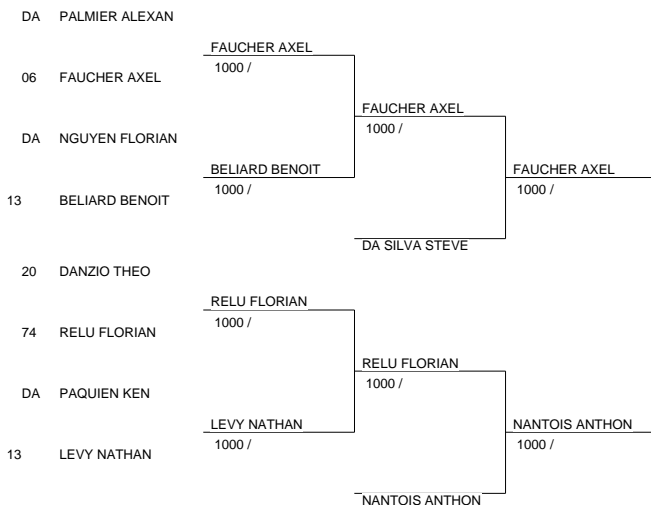 DA PALMIER ALEXAN
FAUCHER AXEL
1000 /
06 FAUCHER AXEL
FAUCHER AXEL
1000 /
DA NGUYEN FLORIAN
BELIARD BENOIT
1000 /
FAUCHER AXEL
1000 /
13 BELIARD BENOIT
DA SILVA STEVE
20 DANZIO THEO
RELU FLORIAN
1000 /
74 RELU FLORIAN
RELU FLORIAN
1000 /
DA PAQUIEN KEN
LEVY NATHAN
1000 /
NANTOIS ANTHON
1000 /
13 LEVY NATHAN
NANTOIS ANTHON